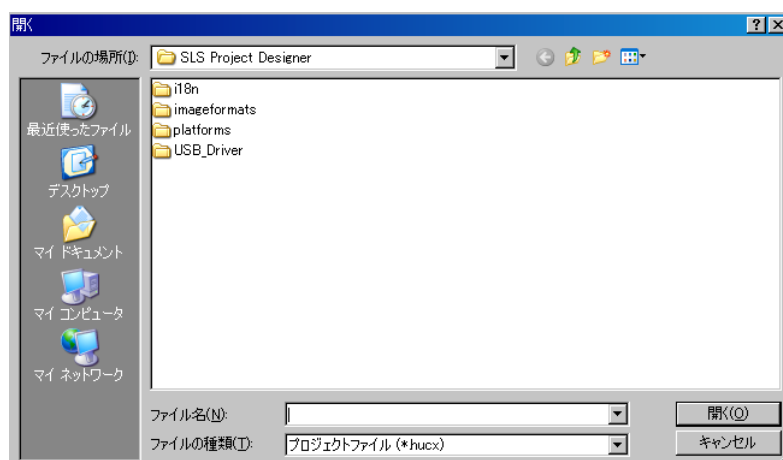 開く
ファイルの場所(I):
SLS Project Designer
i18n
imageformats
platforms
USB_Driver
最近使ったファイル
デスクトップ
マイ ドキュメント
マイ コンピュータ
マイ ネットワーク
ファイル名(N):
開く(O)
ファイルの種類(T):
プロジェクトファイル (*hucx)
キャンセル